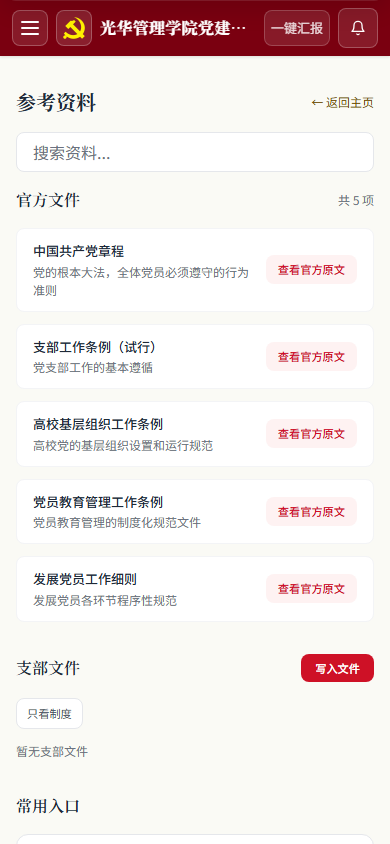 光华管理学院党建…
一键汇报
参考资料
← 返回主页
搜索资料...
官方文件
共 5 项
中国共产党章程
党的根本大法，全体党员必须遵守的行为
准则
查看官方原文
支部工作条例（试行）
党支部工作的基本遵循
查看官方原文
高校基层组织工作条例
高校党的基层组织设置和运行规范
查看官方原文
党员教育管理工作条例
党员教育管理的制度化规范文件
查看官方原文
发展党员工作细则
发展党员各环节程序性规范
查看官方原文
支部文件
写入文件
只看制度
暂无支部文件
常用入口